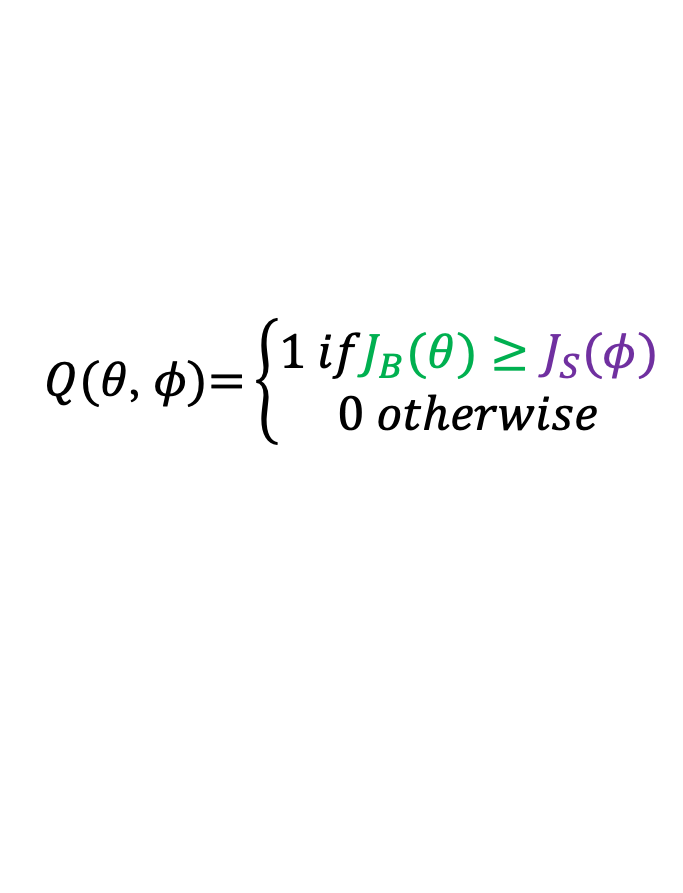 Q(θ, ϕ)={1 if J_B(θ) ≥ J_S(ϕ)
0 otherwise